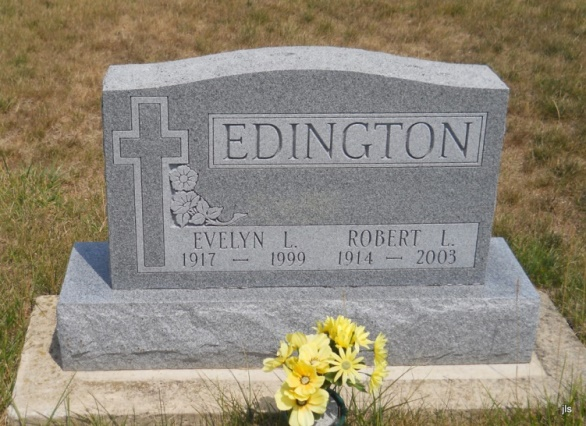 EDINGTON
EVELYN L. ROBERT L.
1917 — 1999 1914 — 2003
jls